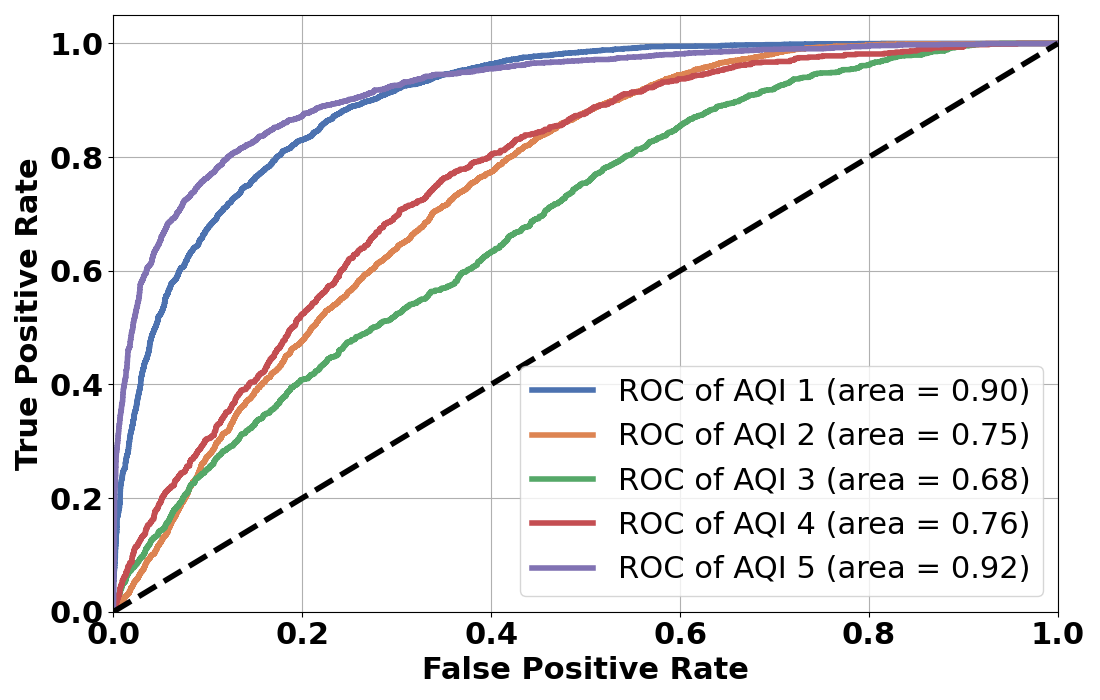 True Positive Rate
1.0
0.8
0.6
0.4
0.2
0.0
ROC of AQI 1 (area = 0.90)
ROC of AQI 2 (area = 0.75)
ROC of AQI 3 (area = 0.68)
ROC of AQI 4 (area = 0.76)
ROC of AQI 5 (area = 0.92)
0.0 0.2 0.4 0.6 0.8 1.0
False Positive Rate